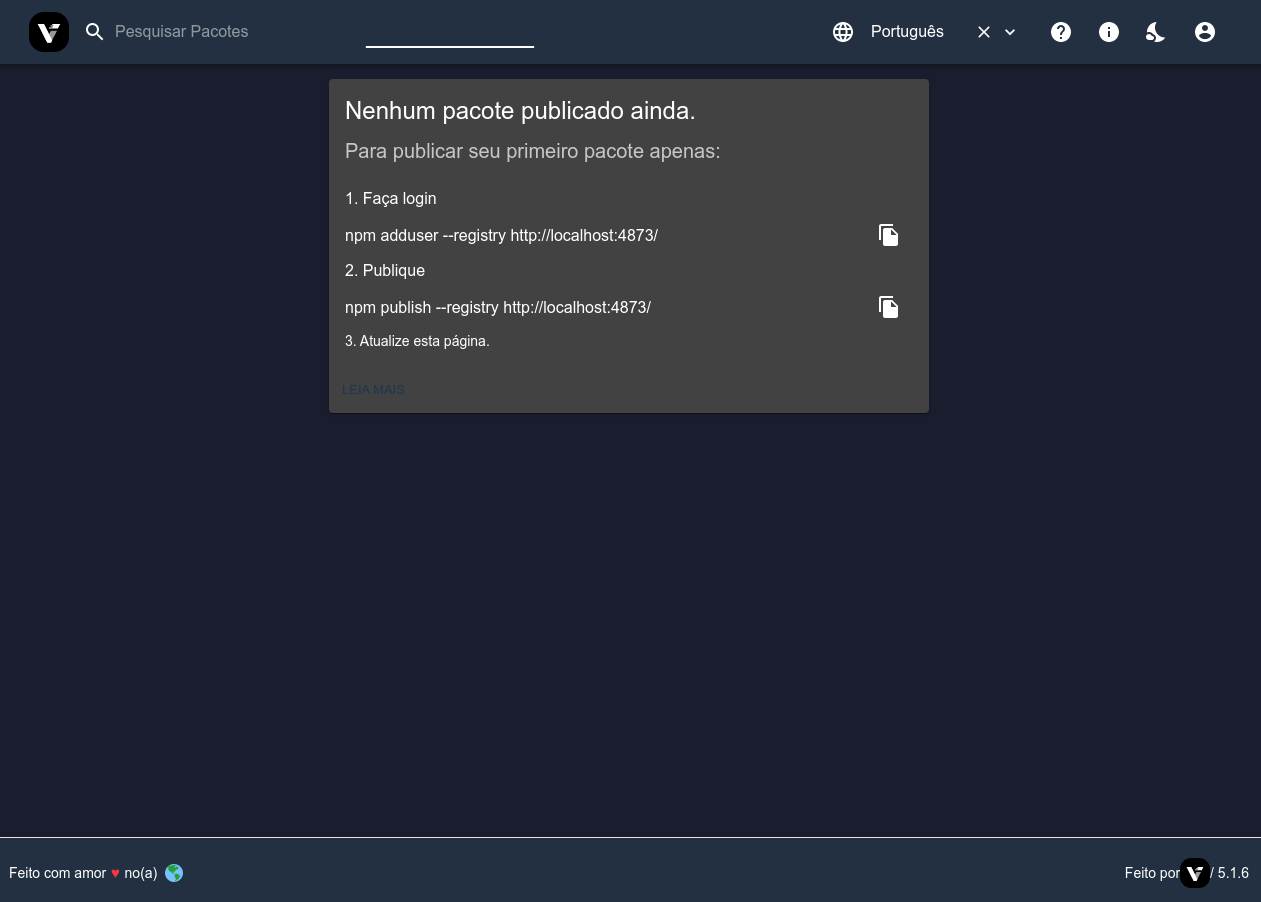 Pesquisar Pacotes
Português
Nenhum pacote publicado ainda.
Para publicar seu primeiro pacote apenas:
1. Faça login
npm adduser --registry http://localhost:4873/
2. Publique
npm publish --registry http://localhost:4873/
3. Atualize esta página.
LEIA MAIS
Feito com amor ♥ no(a)
Feito por / 5.1.6